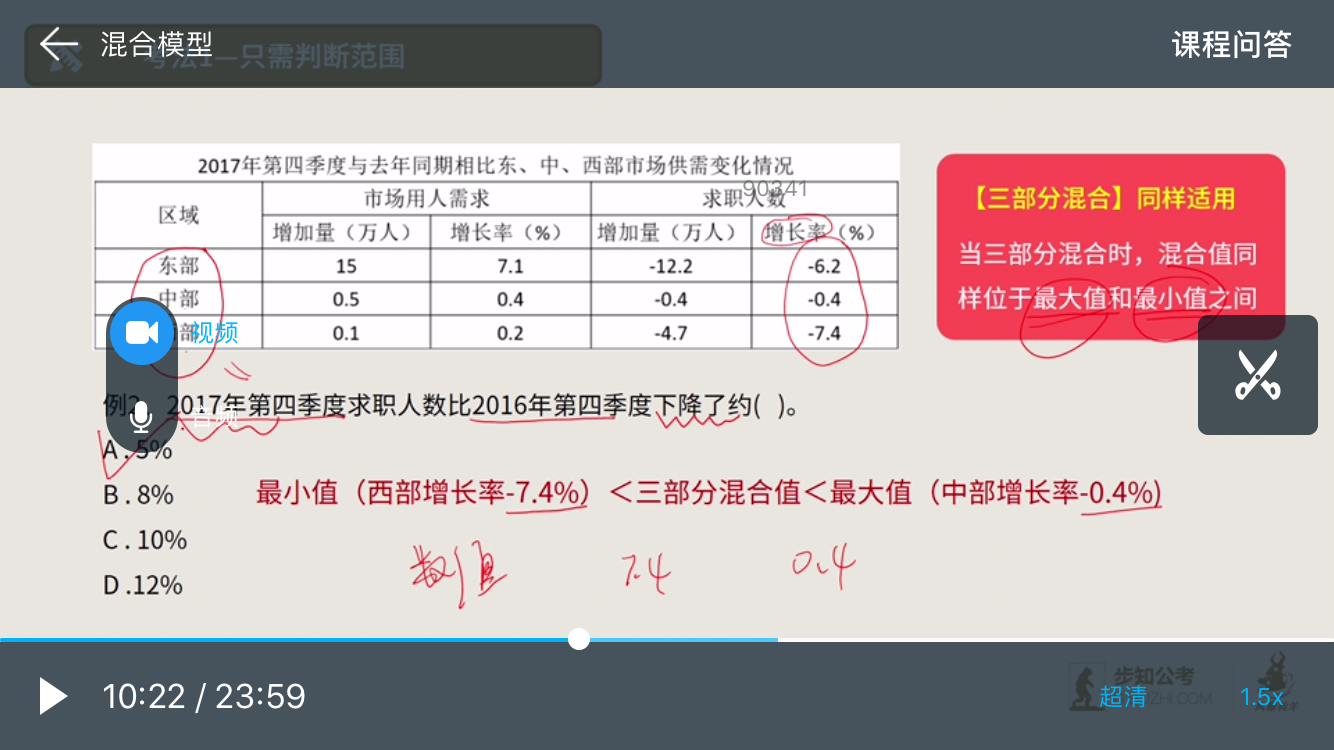 混合模型
考法1—只需判断范围
课程问答
2017年第四季度与去年同期相比东、中、西部市场供需变化情况
区域 市场用人需求 求职人数
90341
增加量（万人） 增长率（%） 增加量（万人） 增长率（%）
东部 15 7.1 -12.2 -6.2
中部 0.5 0.4 -0.4 -0.4
部 0.1 0.2 -4.7 -7.4
【三部分混合】同样适用
当三部分混合时，混合值同
样位于最大值和最小值之间
视频
音频
例2 2017年第四季度求职人数比2016年第四季度下降了约( )。
A . 5%
B . 8%
C . 10%
D .12%
最小值（西部增长率-7.4%）＜三部分混合值＜最大值（中部增长率-0.4%)
数值 7.4 0.4
10:22 / 23:59
步知公考
ZHI.COM
超清
1.5x